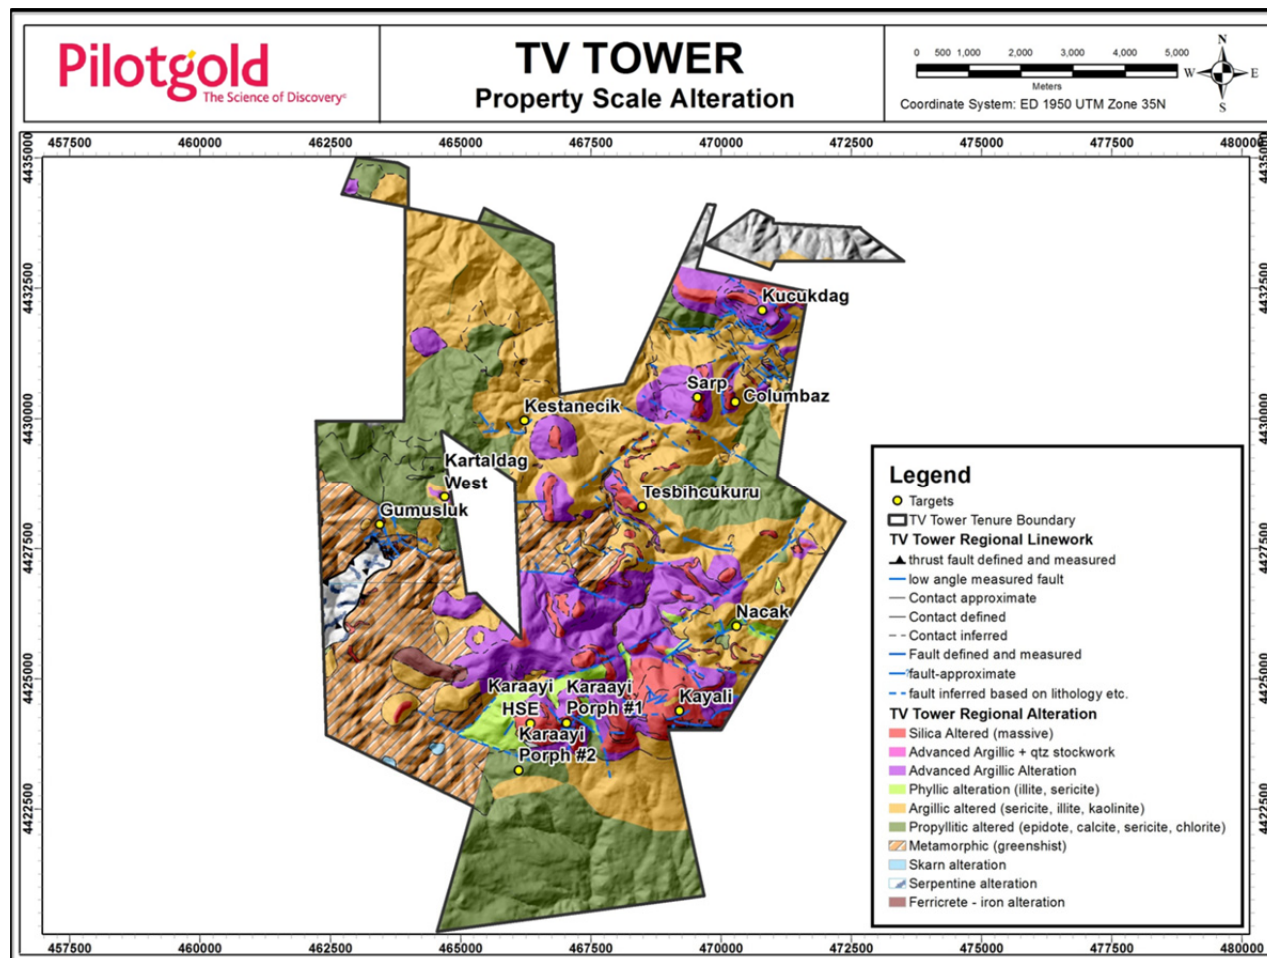 Pilotgold
The Science of Discovery©
TV TOWER
Property Scale Alteration
0 500 1,000 2,000 3,000 4,000 5,000
Meters
N
W E
S
Coordinate System: ED 1950 UTM Zone 35N
457500 460000 462500 465000 467500 470000 472500 475000 477500 480000
4435000 4435000
4432500 4432500
4430000 4430000
4427500 4427500
4425000 4425000
4422500 4422500
Kucukdag
Sarp
Columbaz
Kestanecik
Kartaldag
West
Tesbihcukuru
Gumusluk
Nacak
Karaayi
HSE
Karaayi
Porph #1
Kayali
Karaayi
Porph #2
Legend
Targets
TV Tower Tenure Boundary
TV Tower Regional Linework
thrust fault defined and measured
low angle measured fault
Contact approximate
Contact defined
Contact inferred
Fault defined and measured
fault-approximate
fault inferred based on lithology etc.
TV Tower Regional Alteration
Silica Altered (massive)
Advanced Argillic + qtz stockwork
Advanced Argillic Alteration
Phyllic alteration (illite, sericite)
Argillic altered (sericite, illite, kaolinite)
Propyllitic altered (epidote, calcite, sericite, chlorite)
Metamorphic (greenshist)
Skarn alteration
Serpentine alteration
Ferricrete - iron alteration
457500 460000 462500 465000 467500 470000 472500 475000 477500 480000